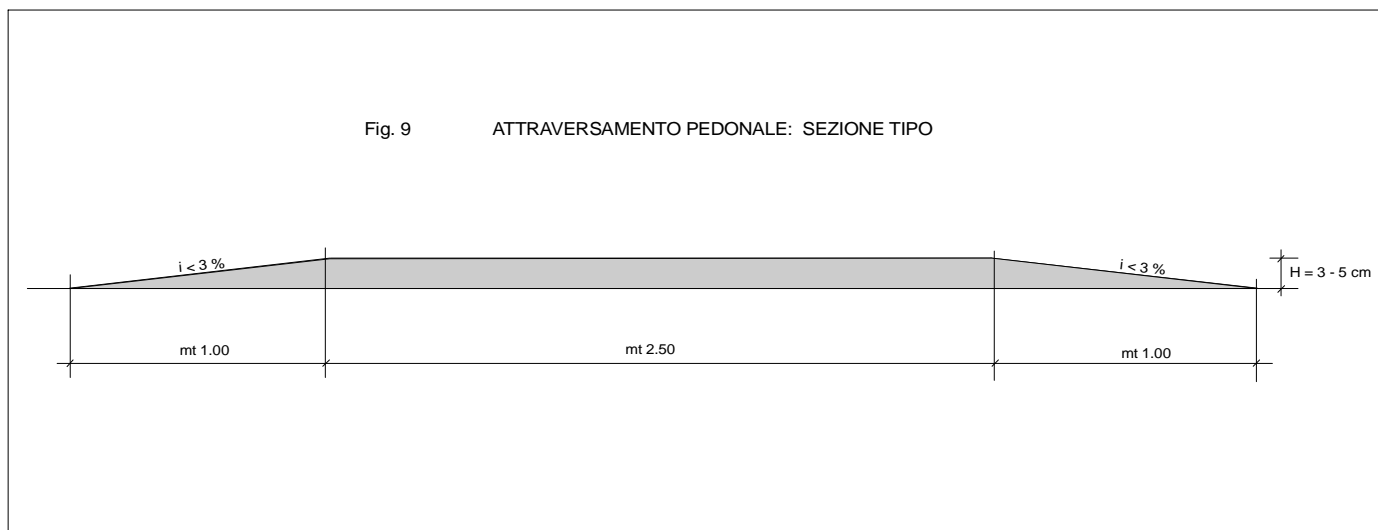 Fig. 9 ATTRAVERSAMENTO PEDONALE: SEZIONE TIPO
i < 3 %
i < 3 %
H = 3 - 5 cm
mt 1.00
mt 2.50
mt 1.00